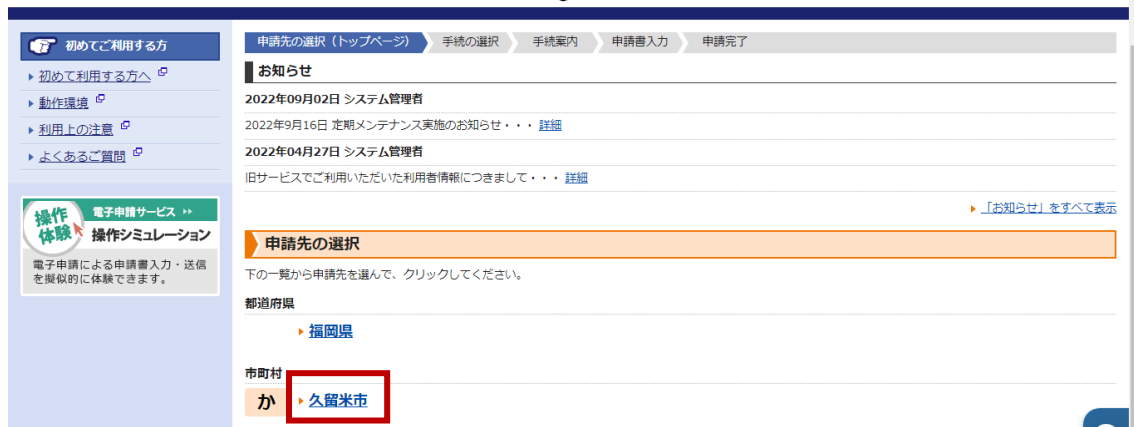 初めてご利用する方
初めて利用する方へ
動作環境
利用上の注意
よくあるご質問
操作体験
電子申請サービス
操作シミュレーション
電子申請による申請書入力・送信
を擬似的に体験できます。
申請先の選択（トップページ） 手続の選択 手続案内 申請書入力 申請完了
お知らせ
2022年09月02日 システム管理者
2022年9月16日 定期メンテナンス実施のお知らせ・・・ 詳細
2022年04月27日 システム管理者
旧サービスでご利用いただいた利用者情報につきまして・・・ 詳細
「お知らせ」をすべて表示
申請先の選択
下の一覧から申請先を選んで、クリックしてください。
都道府県
福岡県
市町村
か 久留米市